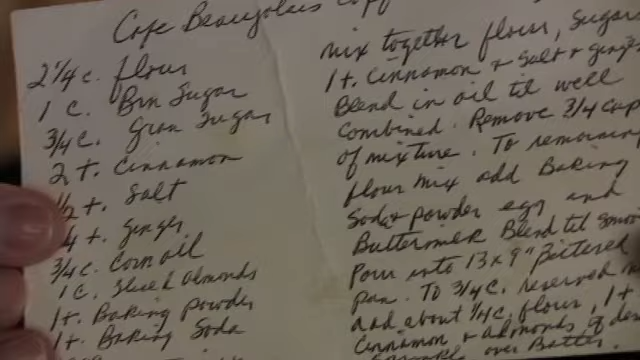 Cafe Beaujolais Coff
2 1/4 c. flour
1 c. Brn Sugar
3/4 c. Gran Sugar
2 t. Cinnamon
1/2 t. Salt
1/4 t. ginger
3/4 c. Corn oil
1 c. Sliced almonds
1 t. Baking powder
1 t. Baking Soda
mix together flour, Sugar
1 t. Cinnamon + Salt + ginger
Blend in oil til well
combined. Remove 3/4 cup
of mixture. To remaining
flour mix add Baking
Soda + powder egg and
Buttermilk Blend til smoo
Pour into 13 x 9"
pan. To 3/4 c. reserved m
add about 1/4 c. flour, 1 t
Cinnamon + almonds if des
over Batter.